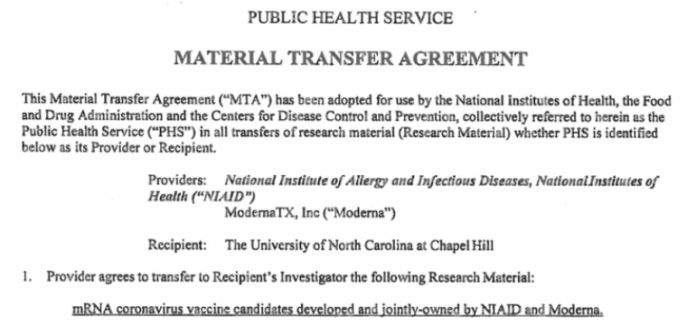 PUBLIC HEALTH SERVICE
MATERIAL TRANSFER AGREEMENT
This Material Transfer Agreement (“MTA”) has been adopted for use by the National Institutes of Health, the Food
and Drug Administration and the Centers for Disease Control and Prevention, collectively referred to herein as the
Public Health Service (“PHS”) in all transfers of research material (Research Material) whether PHS is identified
below as its Provider or Recipient.
Providers: National Institute of Allergy and Infectious Diseases, NationalInstitutes of
Health (“NIAID”)
ModernaTX, Inc (“Moderna”)
Recipient: The University of North Carolina at Chapel Hill
1. Provider agrees to transfer to Recipient's Investigator the following Research Material:
mRNA coronavirus vaccine candidates developed and jointly-owned by NIAID and Moderna.